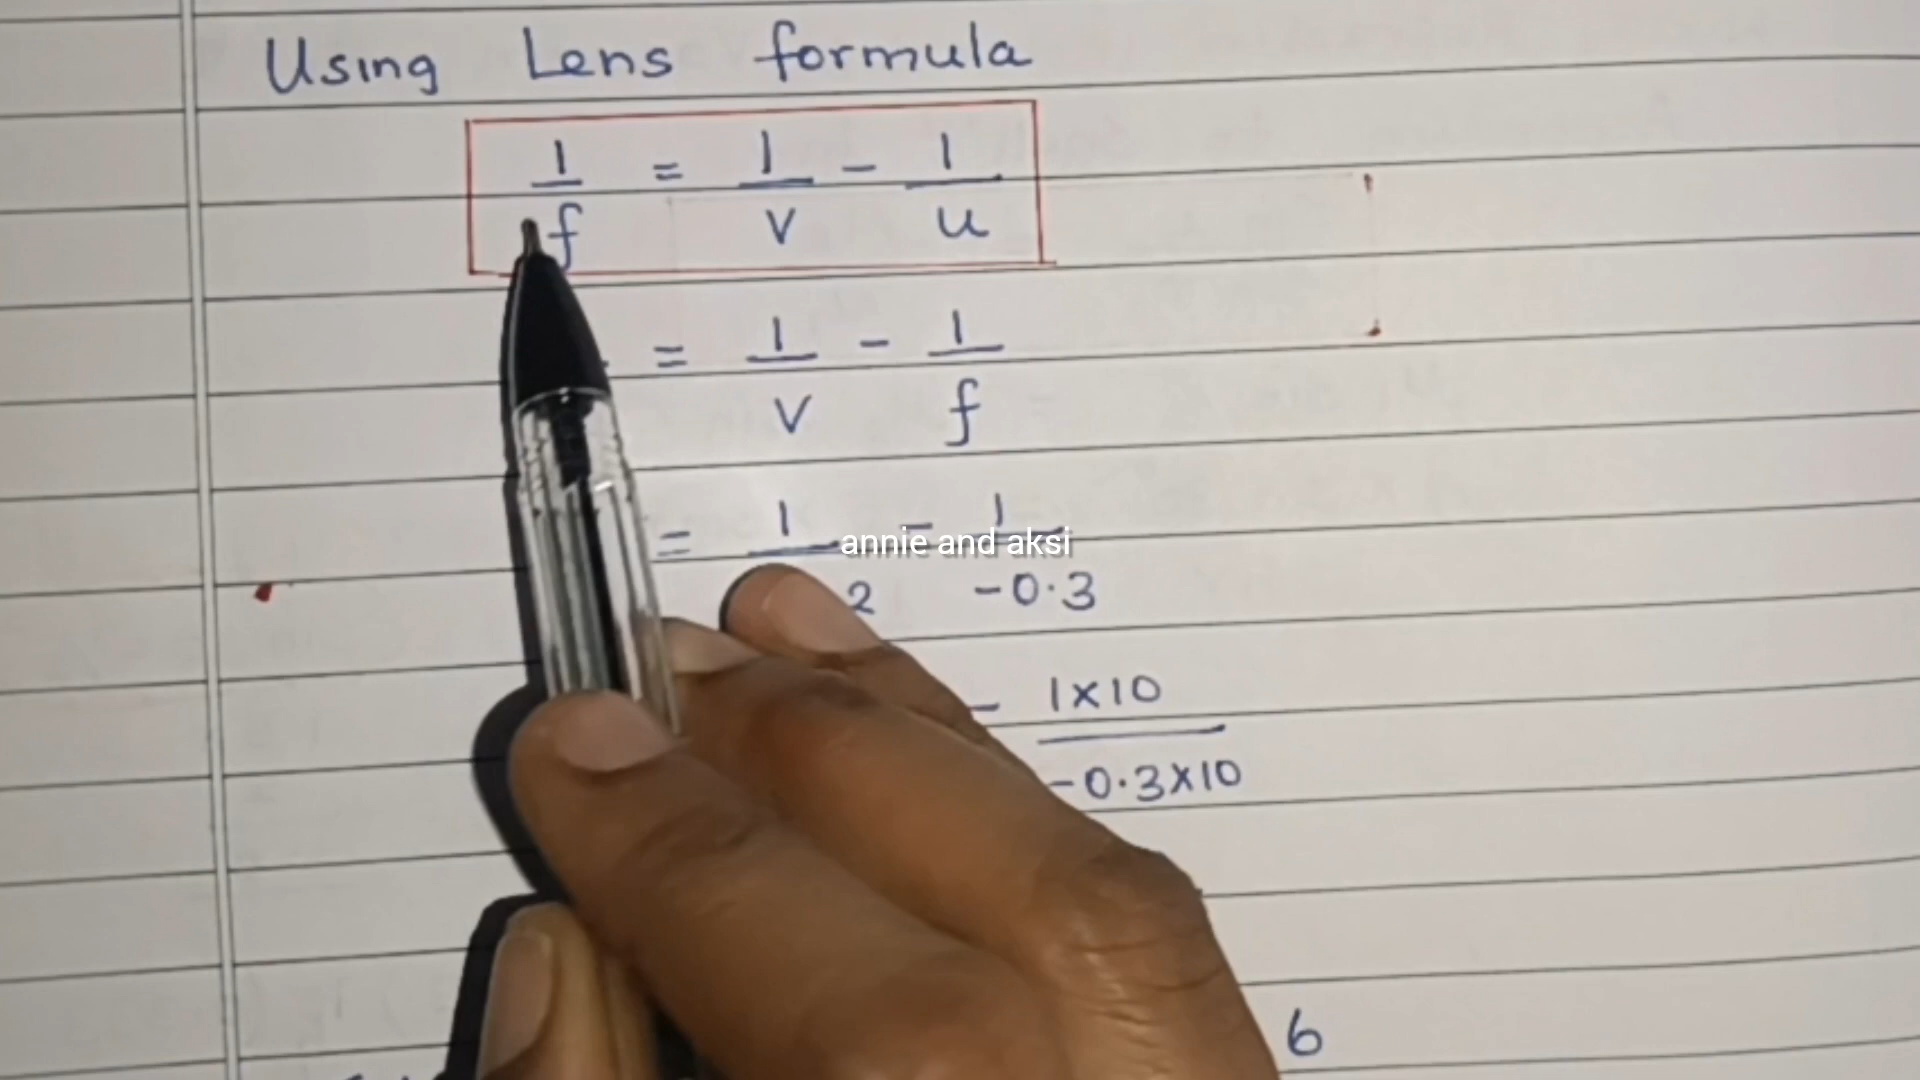 Using Lens formula
1/f = 1/v - 1/u
= 1/v - 1/f
= 1/2 - 1/-0.3
annie and aksi
- 1x10/-0.3x10
6